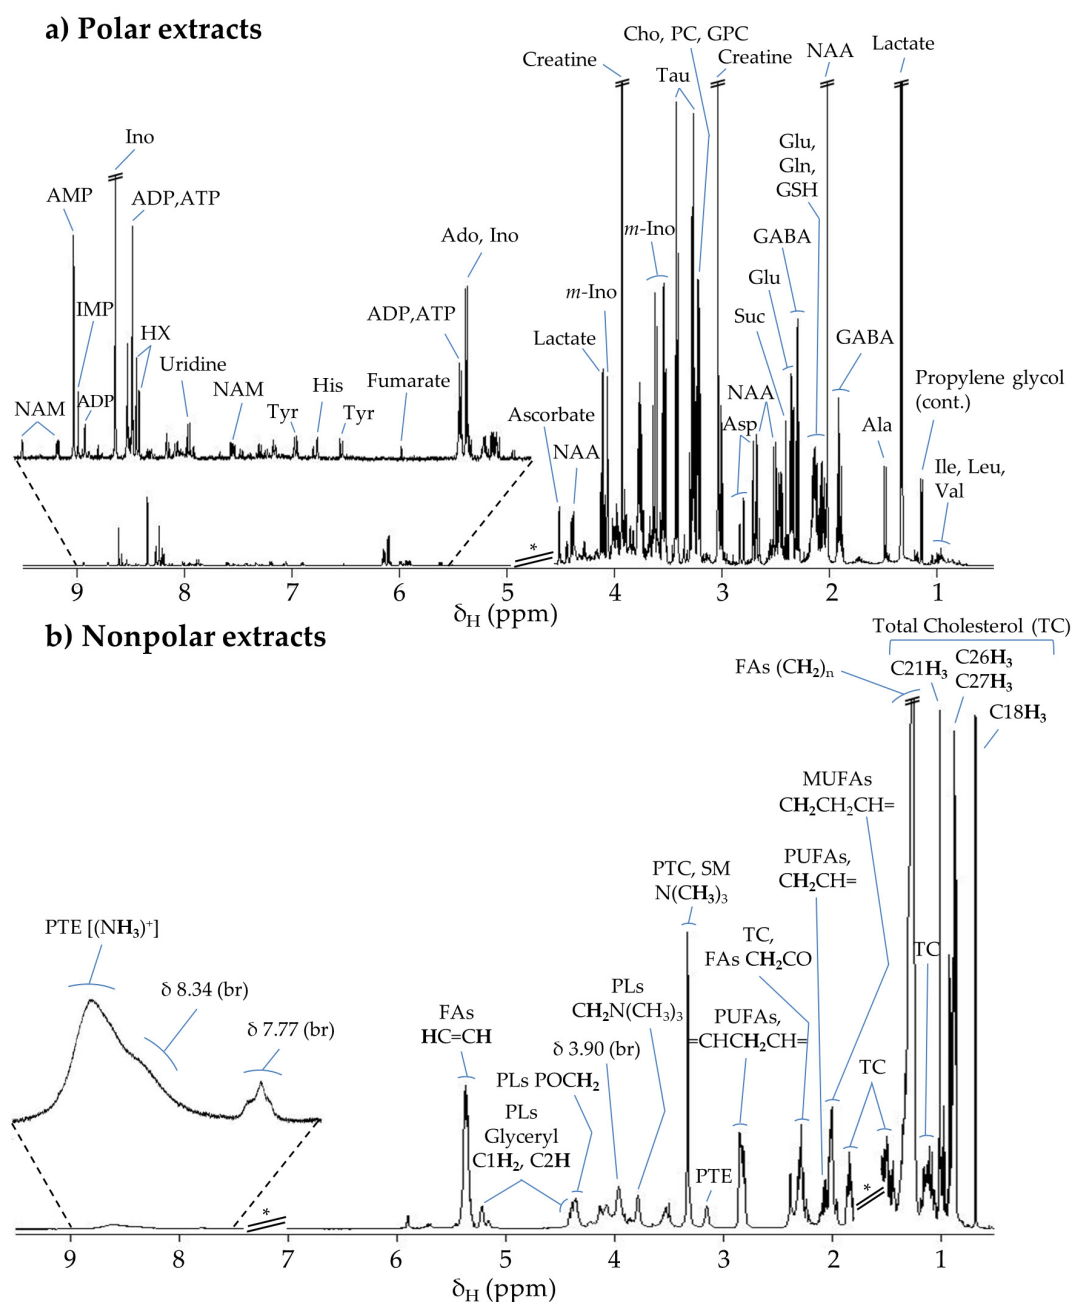 a) Polar extracts
Cho, PC, GPC
Creatine
Tau
Creatine
NAA
Lactate
Ino
AMP
ADP,ATP
Glu,
Gln,
GSH
IMP
HX
ADP
Uridine
NAM
NAM
Tyr
His
Tyr
Fumarate
ADP,ATP
Ado, Ino
m-Ino
m-Ino
GABA
Glu
Suc
Lactate
GABA
Ascorbate
NAA
NAA
Asp
Ala
Propylene glycol
(cont.)
Ile, Leu,
Val
*
9 8 7 6 5 4 3 2 1
δH (ppm)
b) Nonpolar extracts
Total Cholesterol (TC)
FAs (CH2)n
C21H3
C26H3
C27H3
C18H3
MUFAs
CH2CH2CH=
PUFAs,
CH2CH=
PTC, SM
N(CH3)3
TC,
FAs CH2CO
TC
PTE [(NH3)+]
δ 8.34 (br)
δ 7.77 (br)
FAs
HC=CH
PLs
CH2N(CH3)3
PUFAs,
=CHCH2CH=
δ 3.90 (br)
PLs POCH2
PLs
Glyceryl
C1H2, C2H
TC
PTE
*
*
9 8 7 6 5 4 3 2 1
δH (ppm)